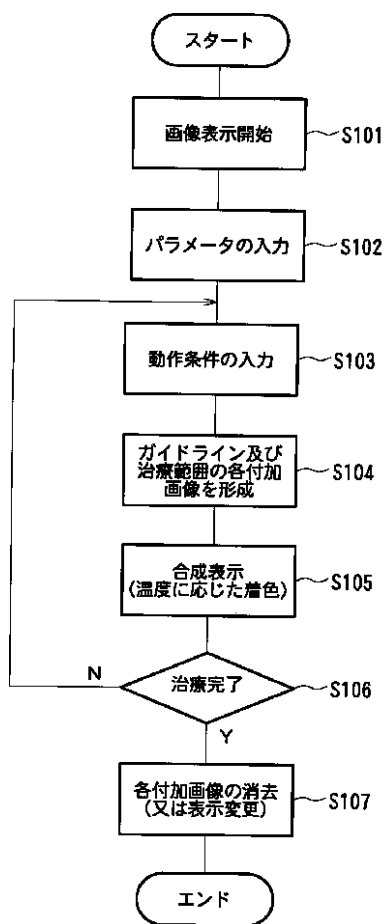 スタート
画像表示開始
S101
パラメータの入力
S102
動作条件の入力
S103
ガイドライン及び
治療範囲の各付加
画像を形成
S104
合成表示
(温度に応じた着色)
S105
治療完了
S106
N
Y
各付加画像の消去
(又は表示変更)
S107
エンド